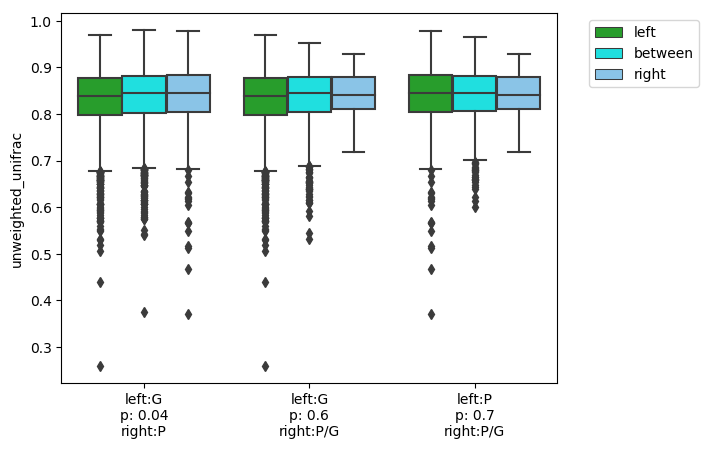 1.0
0.9
0.8
0.7
0.6
0.5
0.4
0.3
unweighted_unifrac
left:G
p: 0.04
right:P
left:G
p: 0.6
right:P/G
left:P
p: 0.7
right:P/G
left
between
right